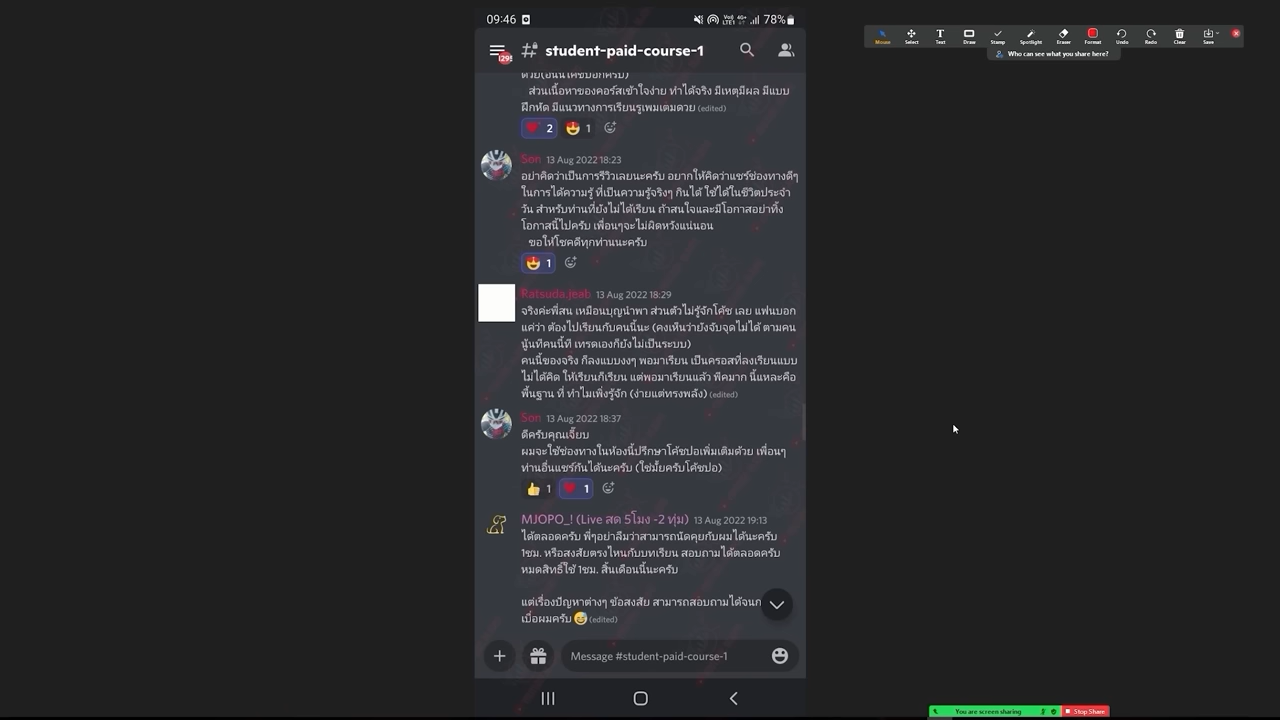 09:46
VoLTE1 4G+ 78%
Mouse Select Text Draw Stamp Spotlight Eraser Format Undo Redo Clear Save
Who can see what you share here?
student-paid-course-1
ส่วนเนื้อหาของคอร์สเข้าใจง่าย ทำได้จริง มีเหตุมีผล มีแบบ
ฝึกหัด มีแนวทางการเรียนรู้เพิ่มเติมด้วย (edited)
2 1
Son 13 Aug 2022 18:23
อย่าคิดว่าเป็นการรีวิวเลยนะครับ อยากให้คิดว่าแชร์ช่องทางดีๆ
ในการได้ความรู้ ที่เป็นความรู้จริงๆ กินได้ ใช้ได้ในชีวิตประจำ
วัน สำหรับท่านที่ยังไม่ได้เรียน ถ้าสนใจและมีโอกาสอย่าทิ้ง
โอกาสนี้ไปครับ เพื่อนๆจะไม่ผิดหวังแน่นอน
ขอให้โชคดีทุกท่านนะครับ
1
Ratsuda.jeab 13 Aug 2022 18:29
จริงค่ะพี่สน เหมือนบุญนำพา ส่วนตัวไม่รู้จักโค้ช เลย แฟนบอก
แค่ว่า ต้องไปเรียนกับคนนี้นะ (คงเห็นว่ายังจับจุดไม่ได้ ตามคน
นู้นทีคนนี้ที เทรดเองก็ยังไม่เป็นระบบ)
คนนี้ของจริง ก็ลงแบบงงๆ พอมาเรียน เป็นครอสที่ลงเรียนแบบ
ไม่ได้คิด ให้เรียนก็เรียน แต่พอมาเรียนแล้ว พีคมาก นี้แหละคือ
พื้นฐาน ที่ ทำไมเพิ่งรู้จัก (ง่ายแต่ทรงพลัง) (edited)
Son 13 Aug 2022 18:37
ดีครับคุณเจี๊ยบ
ผมจะใช้ช่องทางในห้องนี้ปรึกษาโค้ชปอเพิ่มเติมด้วย เพื่อนๆ
ท่านอื่นแชร์กันได้นะครับ (ใช่มั้ยครับโค้ชปอ)
1 1
MJOPO_! (Live สด 5โมง -2 ทุ่ม) 13 Aug 2022 19:13
ได้ตลอดครับ พี่ๆอย่าลืมว่าสามารถนัดคุยกับผมได้นะครับ
1ชม. หรือสงสัยตรงไหนกับบทเรียน สอบถามได้ตลอดครับ
หมดสิทธิ์ใช้ 1ชม. สิ้นเดือนนี้นะครับ
แต่เรื่องปัญหาต่างๆ ข้อสงสัย สามารถสอบถามได้จนก
เบื่อผมครับ (edited)
Message #student-paid-course-1
You are screen sharing Stop Share